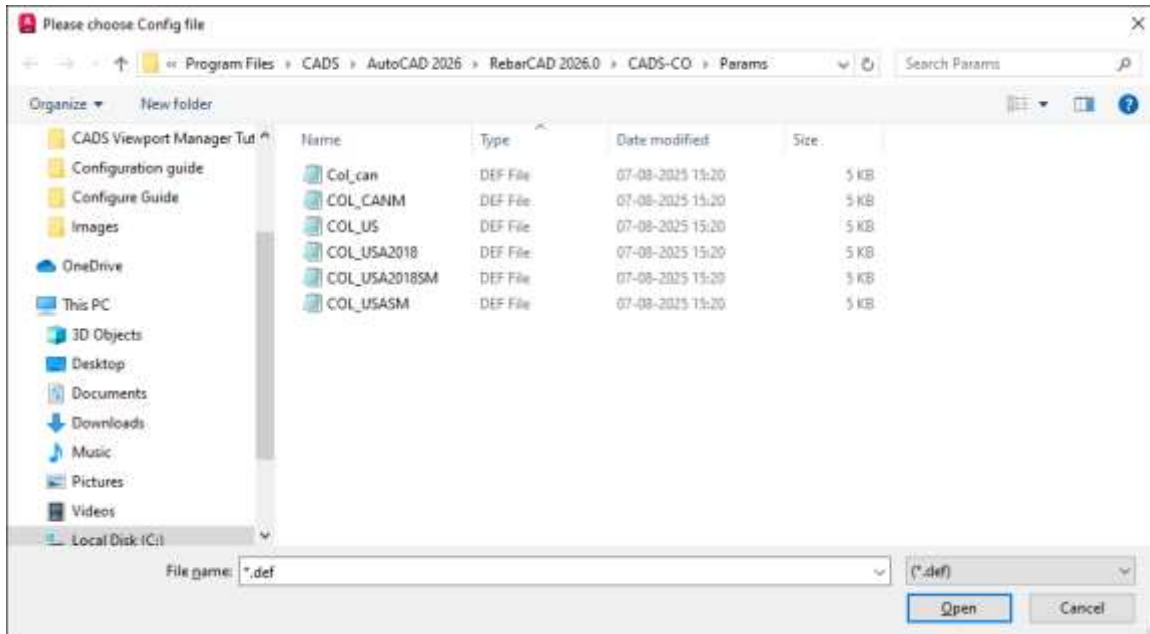 Please choose Config file
« Program Files › CADS › AutoCAD 2026 › RebarCAD 2026.0 › CADS-CO › Params
Search Params
Organize
New folder
CADS Viewport Manager Tut
Configuration guide
Configure Guide
Images
OneDrive
This PC
3D Objects
Desktop
Documents
Downloads
Music
Pictures
Videos
Local Disk (C:)
Name Type Date modified Size
Col_can DEF File 07-08-2025 15:20 5 KB
COL_CANM DEF File 07-08-2025 15:20 5 KB
COL_US DEF File 07-08-2025 15:20 5 KB
COL_USA2018 DEF File 07-08-2025 15:20 5 KB
COL_USA2018SM DEF File 07-08-2025 15:20 5 KB
COL_USASM DEF File 07-08-2025 15:20 5 KB
File name: *.def
(*.def)
Open Cancel